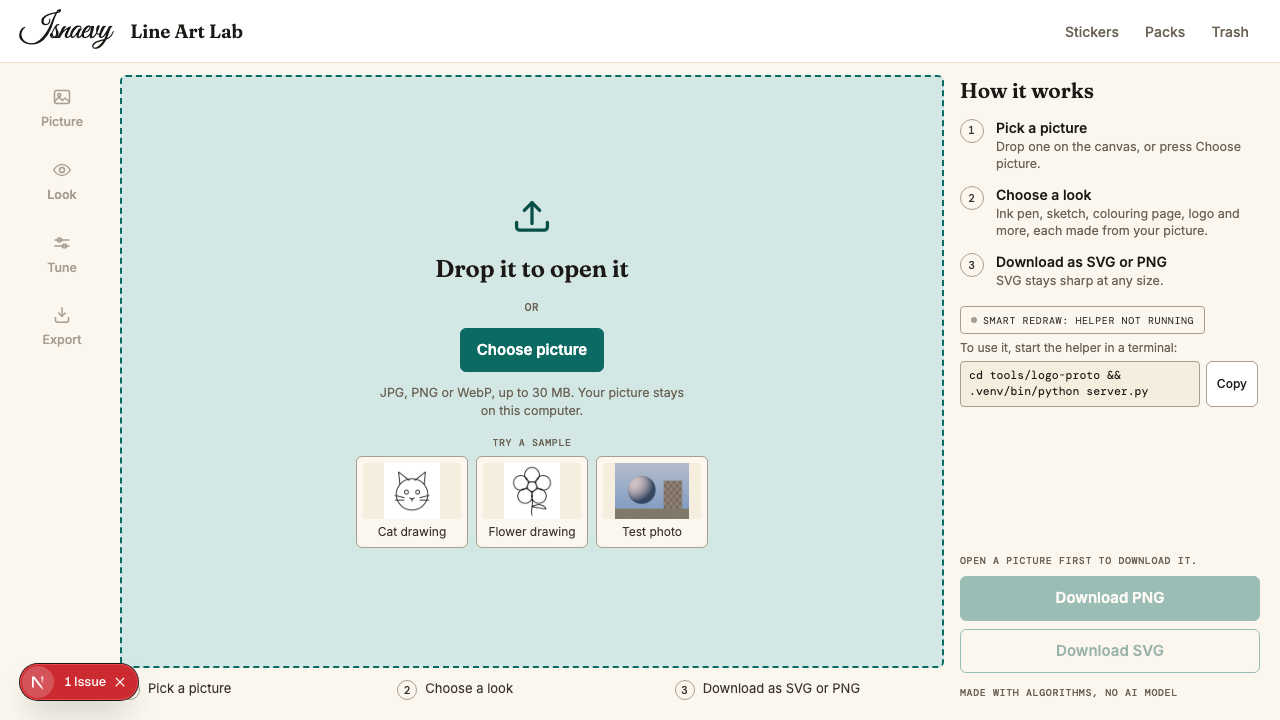 Isnaevy
Line Art Lab
Stickers
Packs
Trash
Picture
Look
Tune
Export
Drop it to open it
OR
Choose picture
JPG, PNG or WebP, up to 30 MB. Your picture stays
on this computer.
TRY A SAMPLE
Cat drawing
Flower drawing
Test photo
How it works
1
Pick a picture
Drop one on the canvas, or press Choose
picture.
2
Choose a look
Ink pen, sketch, colouring page, logo and
more, each made from your picture.
3
Download as SVG or PNG
SVG stays sharp at any size.
SMART REDRAW: HELPER NOT RUNNING
To use it, start the helper in a terminal:
cd tools/logo-proto &&
.venv/bin/python server.py
Copy
OPEN A PICTURE FIRST TO DOWNLOAD IT.
Download PNG
Download SVG
MADE WITH ALGORITHMS, NO AI MODEL
N
1 Issue
Pick a picture
2
Choose a look
3
Download as SVG or PNG